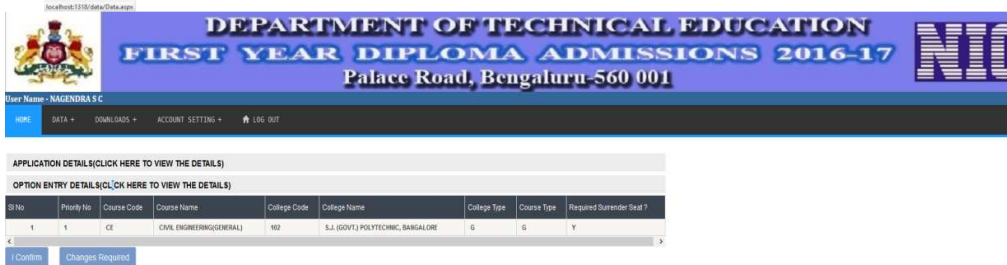 localhost:1318/data/Data.aspx
DEPARTMENT OF TECHNICAL EDUCATION
FIRST YEAR DIPLOMA ADMISSIONS 2016-17
Palace Road, Bengaluru-560 001
NIC
User Name - NAGENDRA S C
HOME DATA + DOWNLOADS + ACCOUNT SETTING + LOG OUT
APPLICATION DETAILS(CLICK HERE TO VIEW THE DETAILS)
OPTION ENTRY DETAILS(CLICK HERE TO VIEW THE DETAILS)
Sl No Priority No Course Code Course Name College Code College Name College Type Course Type Required Surrender Seat ?
1 1 CE CIVIL ENGINEERING(GENERAL) 102 S.J. (GOVT.) POLYTECHNIC, BANGALORE G G Y
I Confirm Changes Required